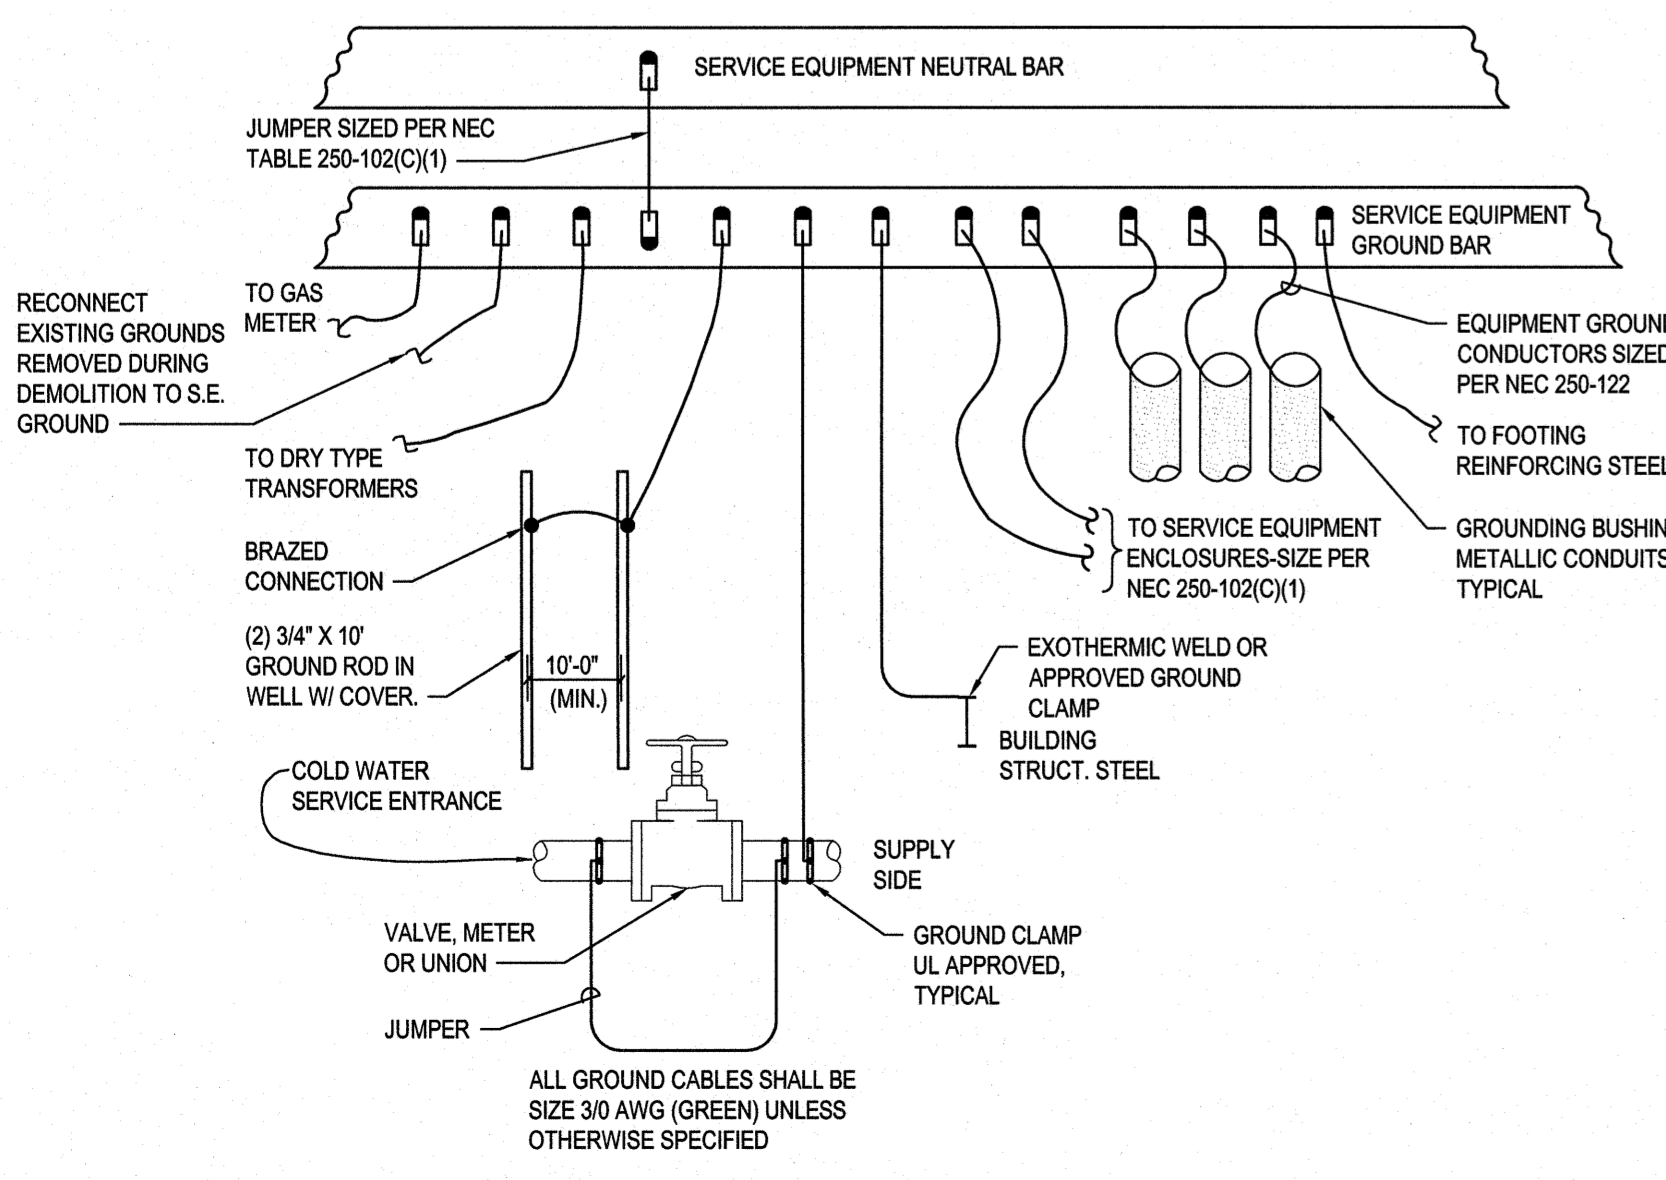 SERVICE EQUIPMENT NEUTRAL BAR
JUMPER SIZED PER NEC
TABLE 250-102(C)(1)
SERVICE EQUIPMENT
GROUND BAR
RECONNECT
EXISTING GROUNDS
REMOVED DURING
DEMOLITION TO S.E.
GROUND
TO GAS
METER
TO DRY TYPE
TRANSFORMERS
EQUIPMENT GROUN
CONDUCTORS SIZED
PER NEC 250-122
TO FOOTING
REINFORCING STEEL
GROUNDING BUSHIN
METALLIC CONDUITS
TYPICAL
TO SERVICE EQUIPMENT
ENCLOSURES-SIZE PER
NEC 250-102(C)(1)
BRAZED
CONNECTION
(2) 3/4" X 10'
GROUND ROD IN
WELL W/ COVER.
10'-0"
(MIN.)
EXOTHERMIC WELD OR
APPROVED GROUND
CLAMP
BUILDING
STRUCT. STEEL
COLD WATER
SERVICE ENTRANCE
SUPPLY
SIDE
VALVE, METER
OR UNION
GROUND CLAMP
UL APPROVED,
TYPICAL
JUMPER
ALL GROUND CABLES SHALL BE
SIZE 3/0 AWG (GREEN) UNLESS
OTHERWISE SPECIFIED